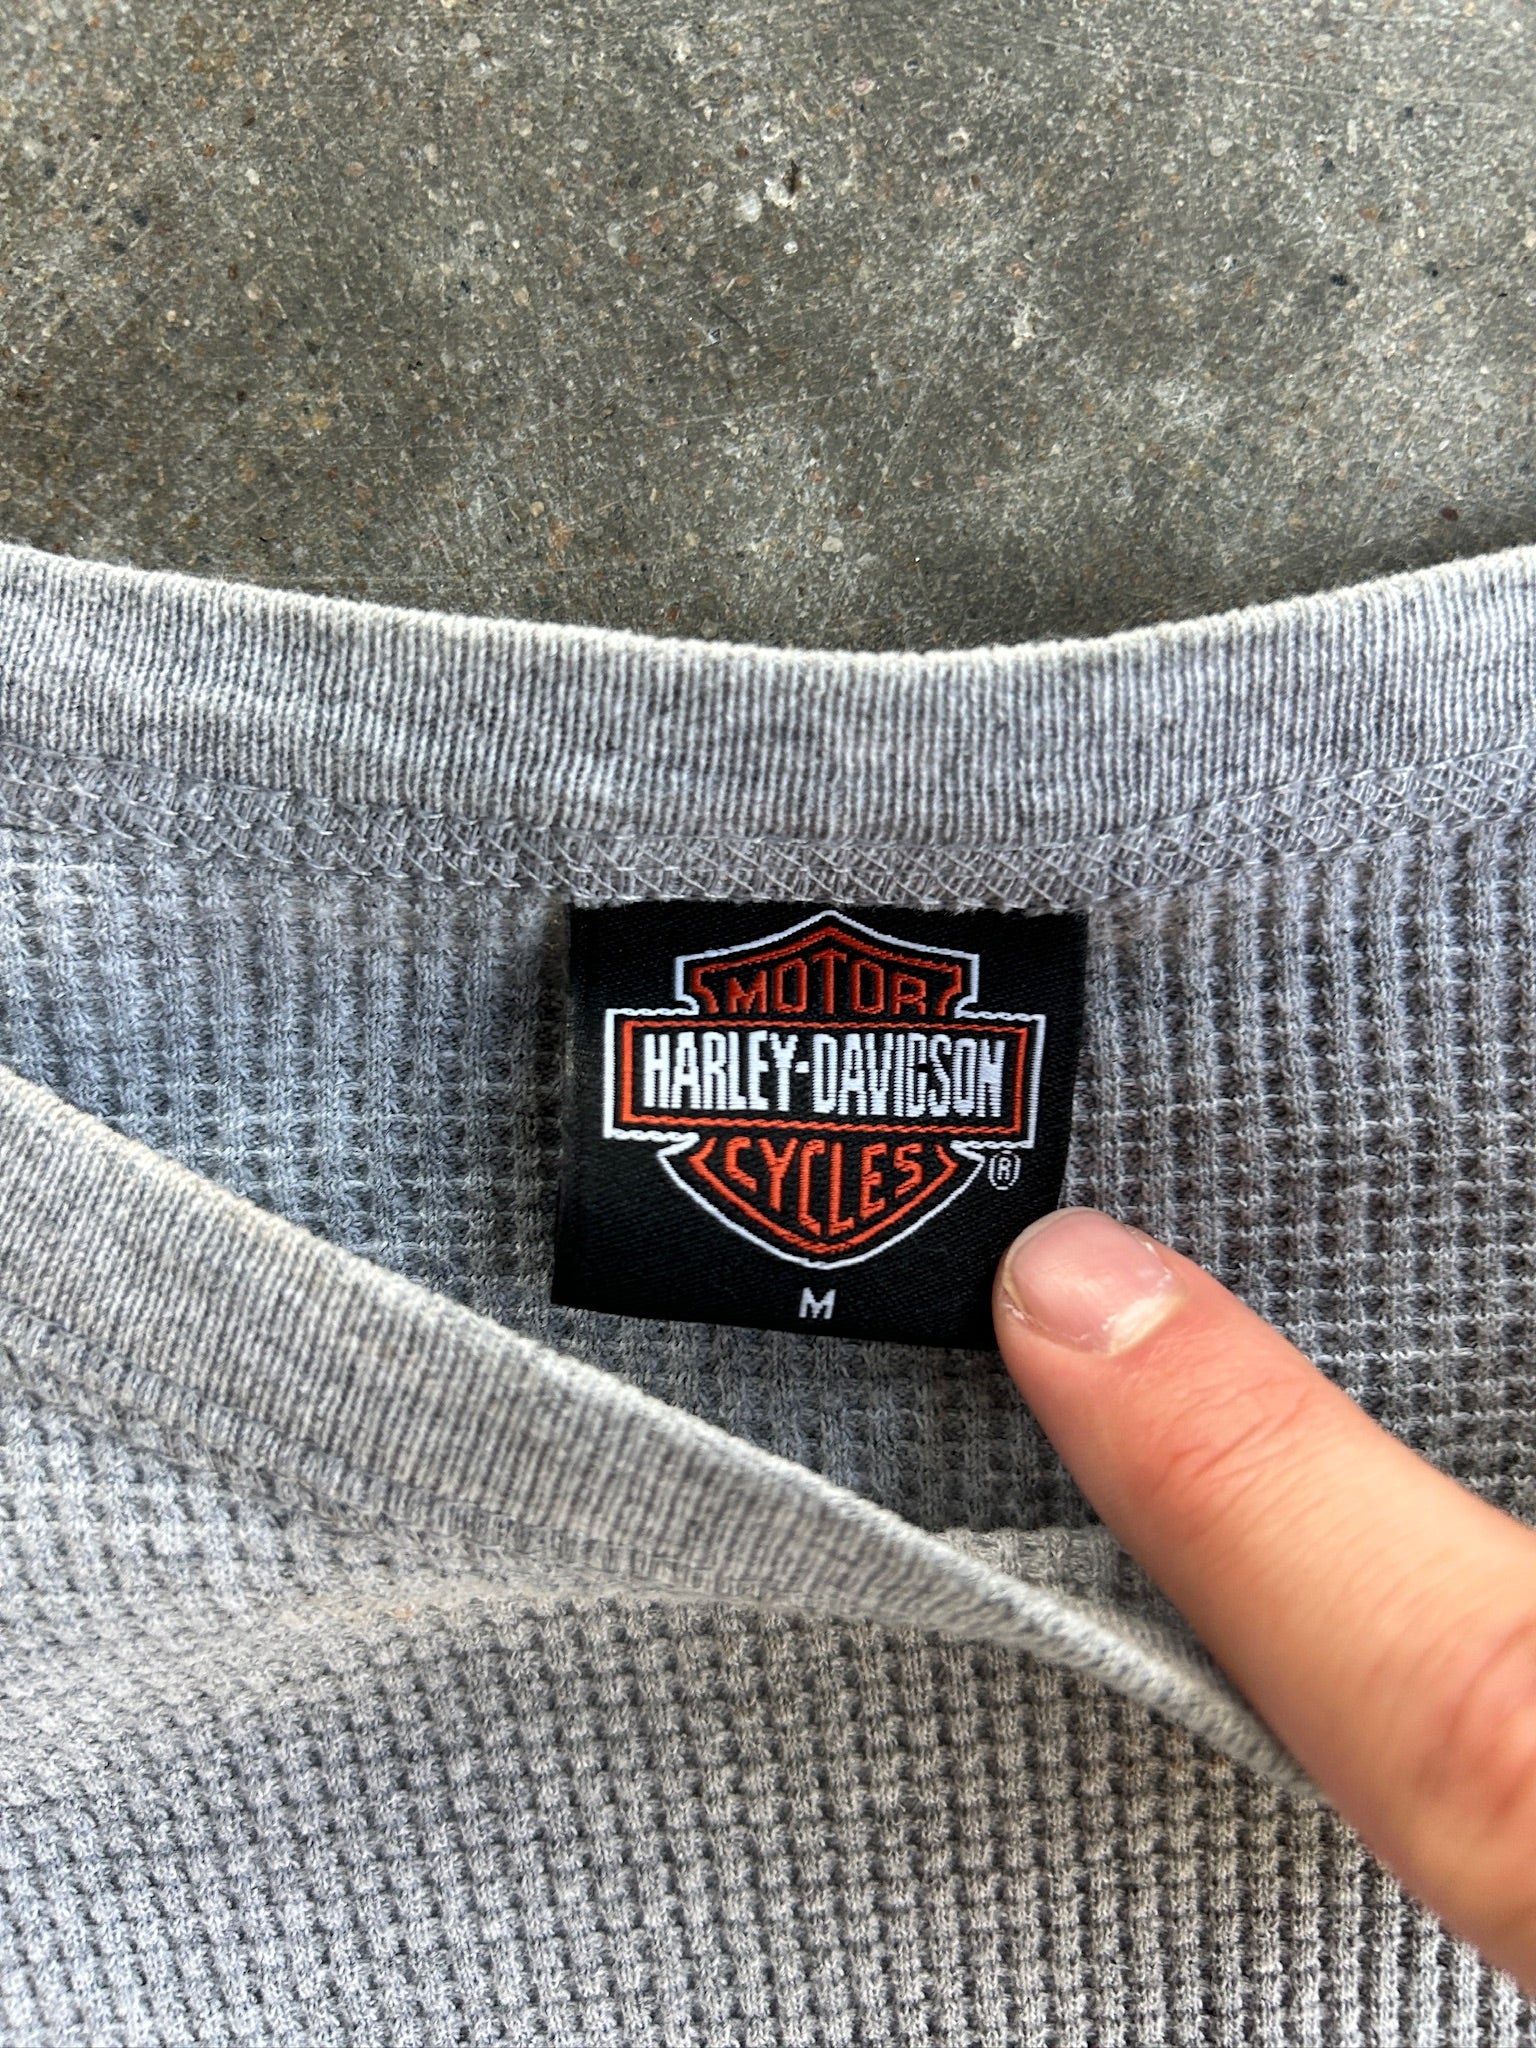 MOTOR
HARLEY-DAVIDSON
CYCLES
®
M